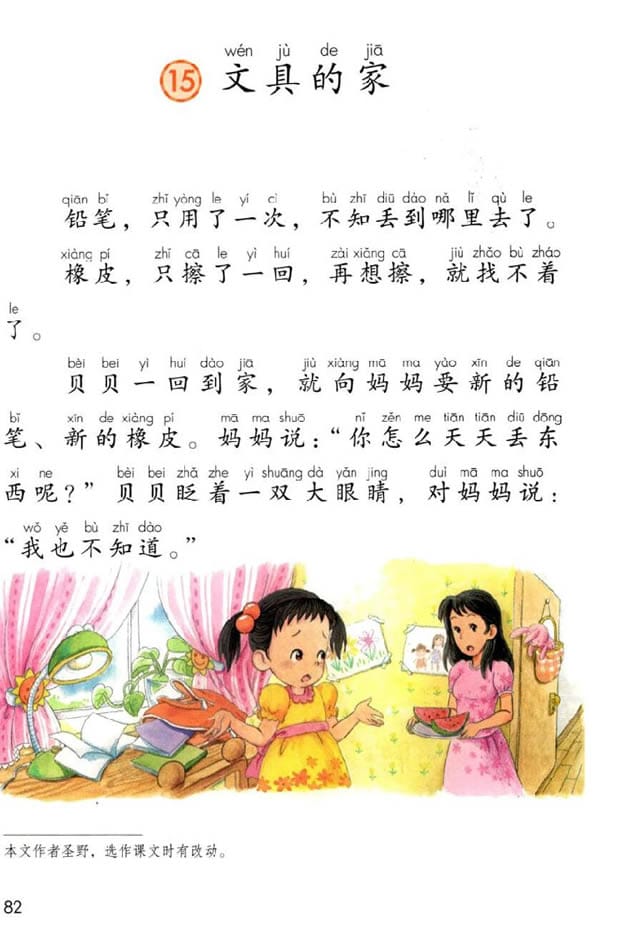 wén jù de jiā
15 文具的家
qiān bǐ zhǐ yòng le yí cì bù zhī diū dào nǎ lǐ qù le
铅笔，只用了一次，不知丢到哪里去了。
xiàng pí zhǐ cā le yì huí zài xiǎng cā jiù zhǎo bù zháo
橡皮，只擦了一回，再想擦，就找不着
le
了。
bèi bei yì huí dào jiā jiù xiàng mā ma yào xīn de qiān
贝贝一回到家，就向妈妈要新的铅
bǐ xīn de xiàng pí mā ma shuō nǐ zěn me tiān tiān diū dōng
笔、新的橡皮。妈妈说：“你怎么天天丢东
xi ne bèi bei zhǎ zhe yì shuāng dà yǎn jing duì mā ma shuō
西呢？”贝贝眨着一双大眼睛，对妈妈说：
wǒ yě bù zhī dào
“我也不知道。”
本文作者圣野，选作课文时有改动。
82